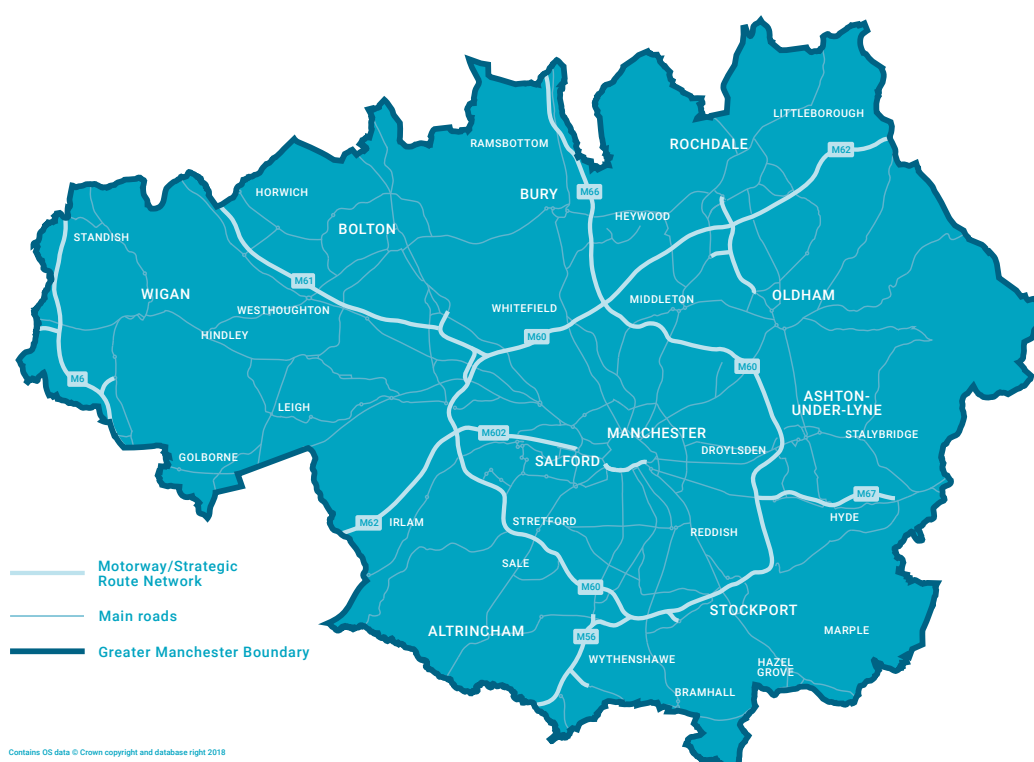 LITTLEBOROUGH
RAMSBOTTOM
ROCHDALE
M62
HORWICH
BURY
M66
HEYWOOD
BOLTON
STANDISH
M61
WIGAN
MIDDLETON
OLDHAM
WESTHOUGHTON
WHITEFIELD
HINDLEY
M60
M60
M6
ASHTON-
UNDER-LYNE
LEIGH
M602
MANCHESTER
STALYBRIDGE
DROYLSDEN
GOLBORNE
SALFORD
M67
M62
IRLAM
STRETFORD
HYDE
REDDISH
SALE
M60
STOCKPORT
ALTRINCHAM
M56
MARPLE
WYTHENSHAWE
HAZEL
GROVE
BRAMHALL
Motorway/Strategic
Route Network
Main roads
Greater Manchester Boundary
Contains OS data © Crown copyright and database right 2018